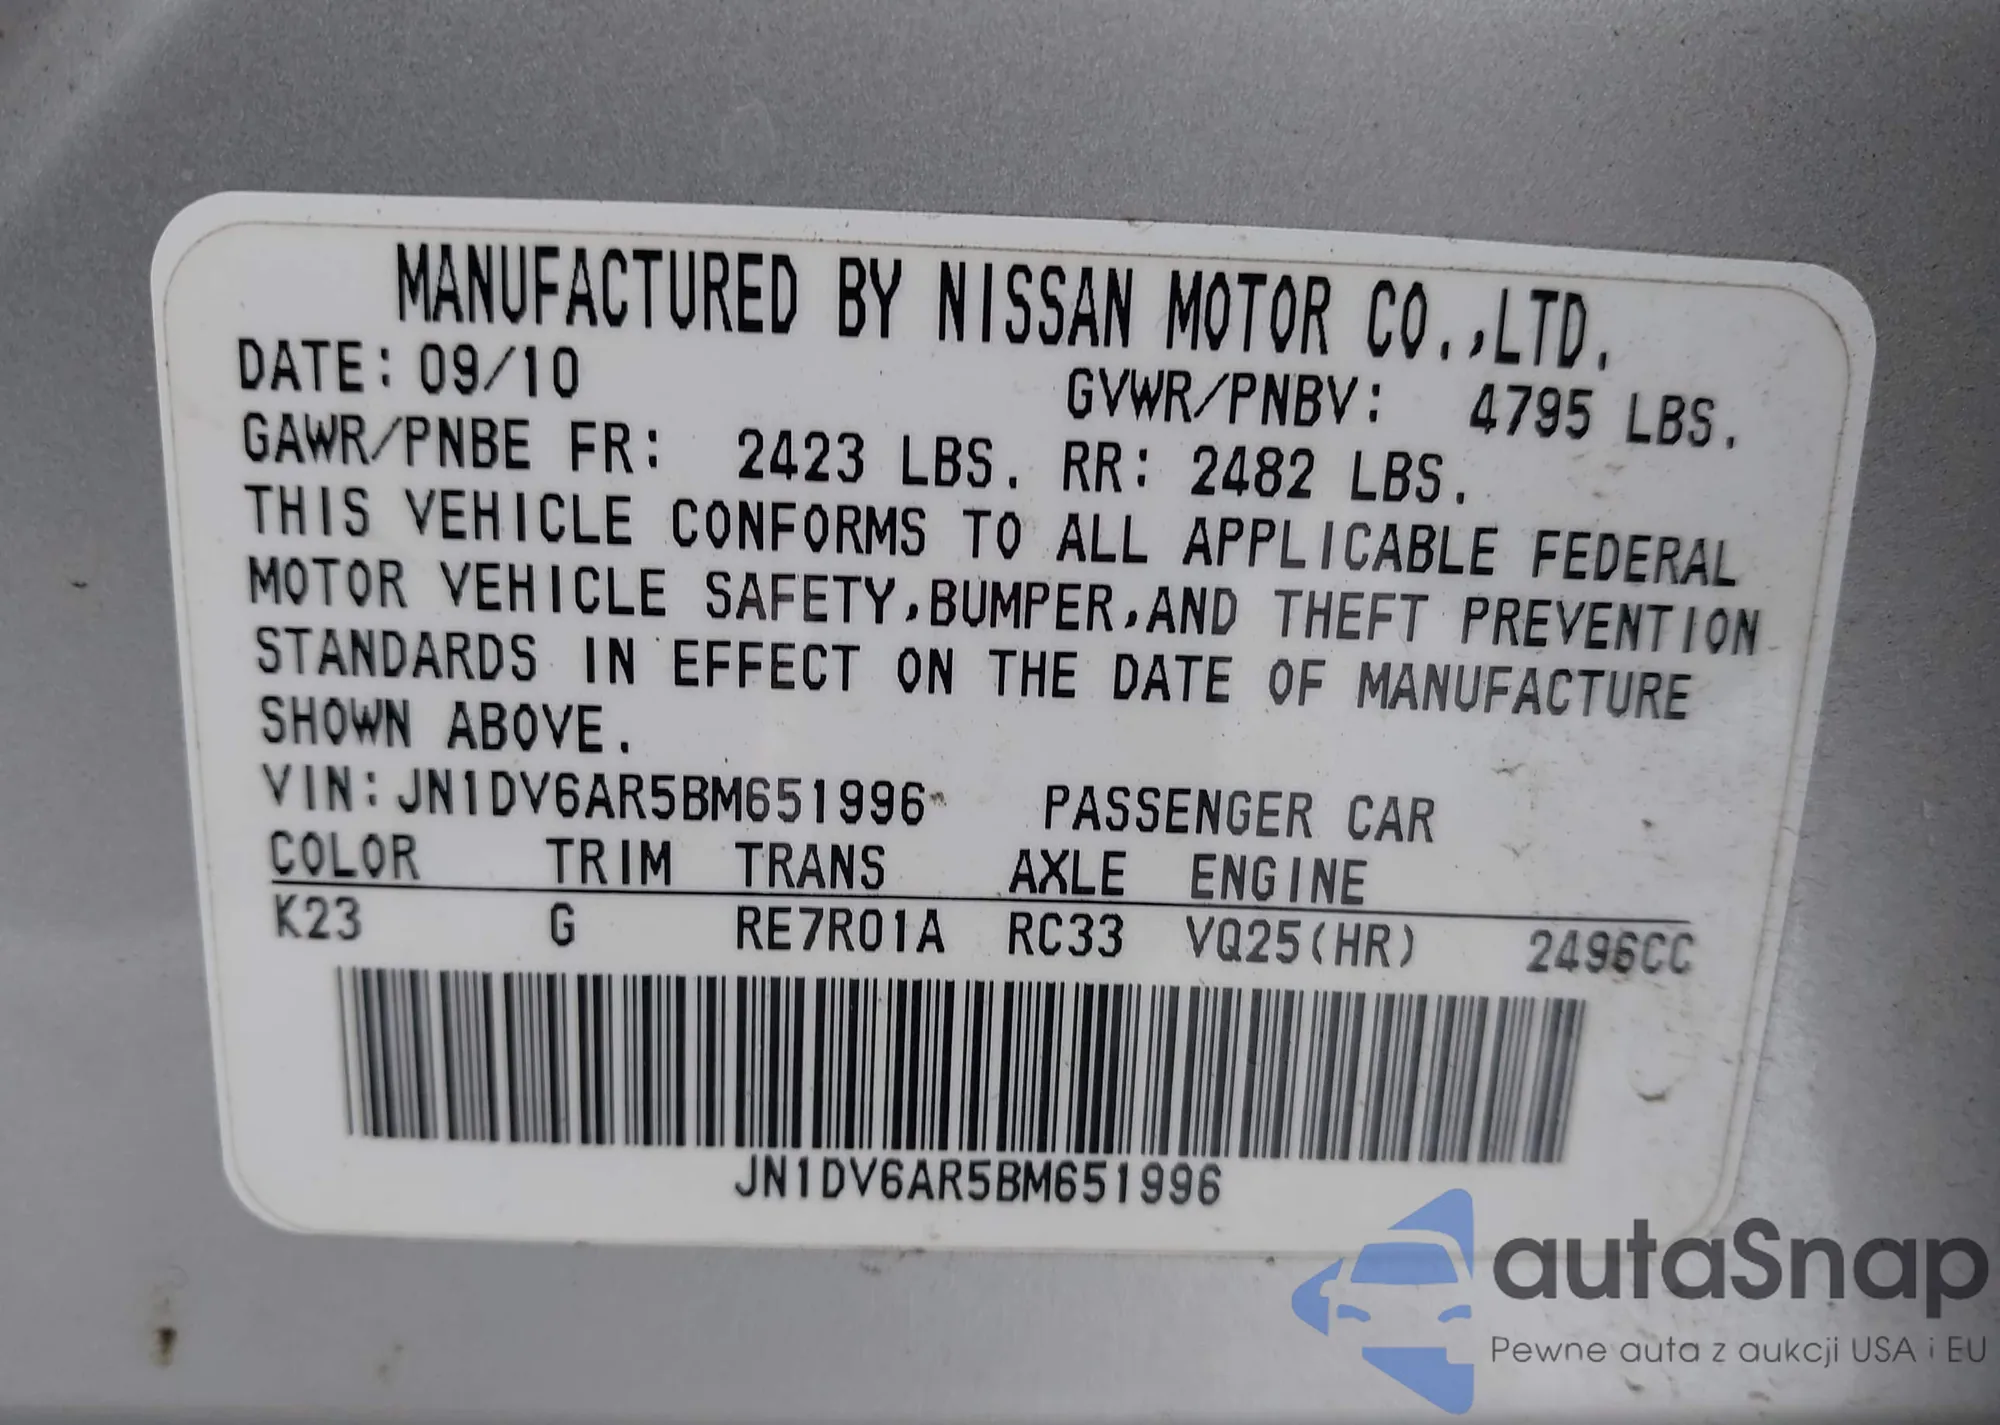 MANUFACTURED BY NISSAN MOTOR CO.,LTD.
DATE: 09/10 GVWR/PNBV: 4795 LBS.
GAWR/PNBE FR: 2423 LBS. RR: 2482 LBS.
THIS VEHICLE CONFORMS TO ALL APPLICABLE FEDERAL
MOTOR VEHICLE SAFETY,BUMPER,AND THEFT PREVENTION
STANDARDS IN EFFECT ON THE DATE OF MANUFACTURE
SHOWN ABOVE.
VIN:JN1DV6AR5BM651996 PASSENGER CAR
COLOR TRIM TRANS AXLE ENGINE
K23 G RE7R01A RC33 VQ25(HR) 2496CC
JN1DV6AR5BM651996
autaSnap
Pewne auta z aukcji USA i EU